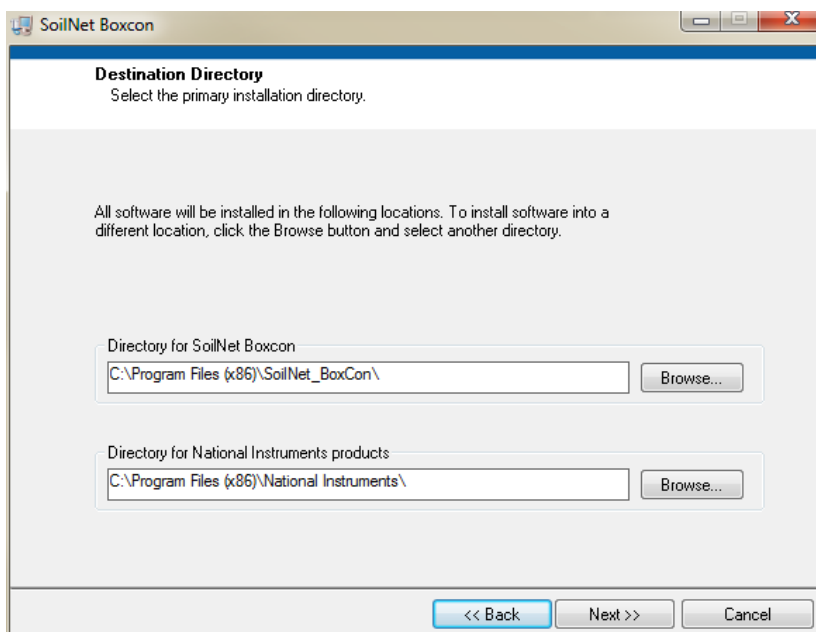 SoilNet Boxcon
Destination Directory
Select the primary installation directory.
All software will be installed in the following locations. To install software into a
different location, click the Browse button and select another directory.
Directory for SoilNet Boxcon
C:\Program Files (x86)\SoilNet_BoxCon\
Browse...
Directory for National Instruments products
C:\Program Files (x86)\National Instruments\
Browse...
<< Back
Next >>
Cancel